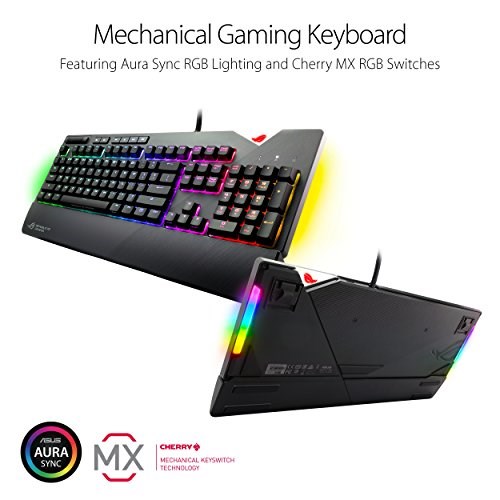 Mechanical Gaming Keyboard
Featuring Aura Sync RGB Lighting and Cherry MX RGB Switches
ASUS
AURA
SYNC
MX
CHERRY
MECHANICAL KEYSWITCH
TECHNOLOGY